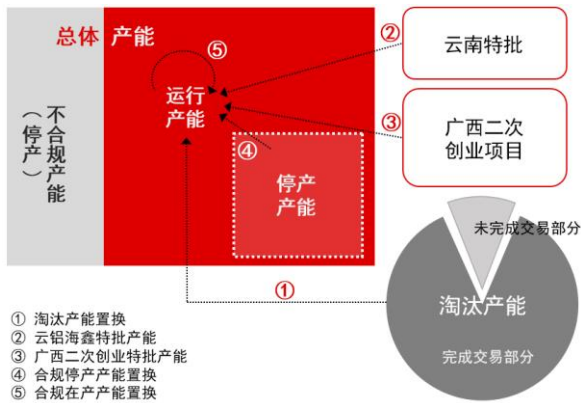 总体 产能
⑤
②
云南特批
运行
产能
不合规产能
（停产）
③
广西二次
创业项目
④
停产
产能
未完成交易部分
①
淘汰产能
完成交易部分
① 淘汰产能置换
② 云铝海鑫特批产能
③ 广西二次创业特批产能
④ 合规停产产能置换
⑤ 合规在产产能置换